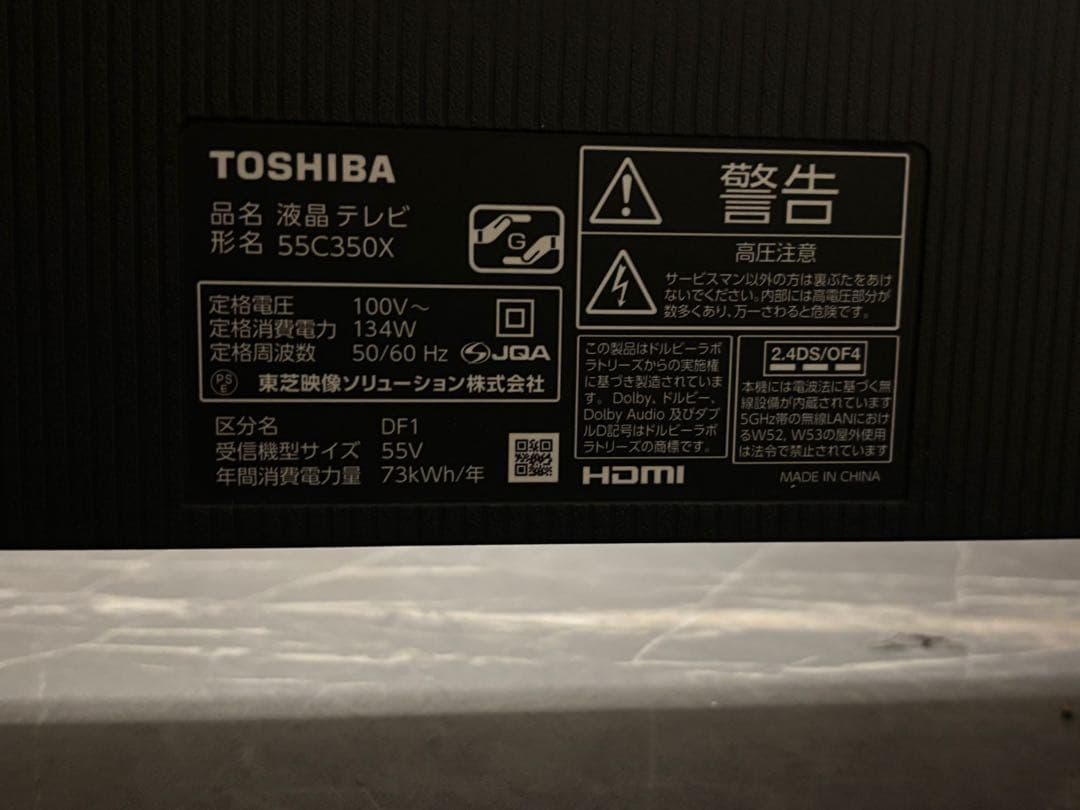 TOSHIBA
品名 液晶テレビ
形名 55C350X
G
定格電圧 100V～
定格消費電力 134W
定格周波数 50/60 Hz JQA
PS
E 東芝映像ソリューション株式会社
区分名 DF1
受信機型サイズ 55V
年間消費電力量 73kWh/年
警告
高圧注意
サービスマン以外の方は裏ぶたをあけ
ないでください。内部には高電圧部分が
数多くあり、万一さわると危険です。
この製品はドルビーラボ
ラトリーズからの実施権
に基づき製造されていま
す。Dolby、ドルビー、
Dolby Audio 及びダブ
ルD記号はドルビーラボ
ラトリーズの商標です。
2.4DS/OF4
本機には電波法に基づく無
線設備が内蔵されています
5GHz帯の無線LANにおけ
るW52, W53の屋外使用
は法令で禁止されています
HDMI
MADE IN CHINA